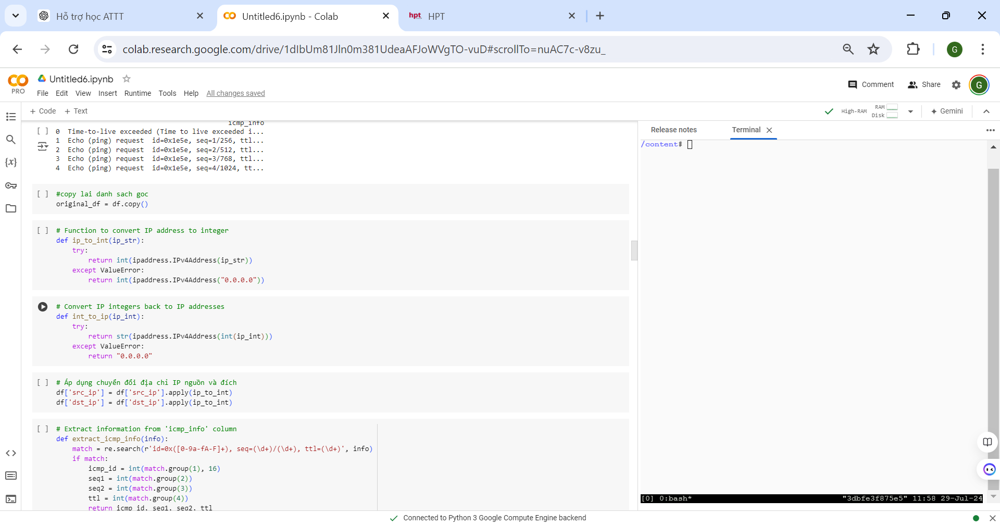 Hỗ trợ học ATTT
Untitled6.ipynb - Colab
hpt HPT
colab.research.google.com/drive/1dIbUm81JIn0m381UdeaAFJoWVgTO-vuD#scrollTo=nuAC7c-v8zu_
G
CO
PRO
Untitled6.ipynb
File Edit View Insert Runtime Tools Help All changes saved
Comment Share G
+ Code + Text
High-RAM RAM Disk Gemini
icmp_info
[ ] 0 Time-to-live exceeded (Time to live exceeded i...
1 Echo (ping) request id=0x1e5e, seq=1/256, ttl...
2 Echo (ping) request id=0x1e5e, seq=2/512, ttl...
3 Echo (ping) request id=0x1e5e, seq=3/768, ttl...
4 Echo (ping) request id=0x1e5e, seq=4/1024, tt...
[ ] #copy lai danh sach goc
original_df = df.copy()
[ ] # Function to convert IP address to integer
def ip_to_int(ip_str):
try:
return int(ipaddress.IPv4Address(ip_str))
except ValueError:
return int(ipaddress.IPv4Address("0.0.0.0"))
# Convert IP integers back to IP addresses
def int_to_ip(ip_int):
try:
return str(ipaddress.IPv4Address(int(ip_int)))
except ValueError:
return "0.0.0.0"
[ ] # Áp dụng chuyển đổi địa chỉ IP nguồn và đích
df['src_ip'] = df['src_ip'].apply(ip_to_int)
df['dst_ip'] = df['dst_ip'].apply(ip_to_int)
[ ] # Extract information from 'icmp_info' column
def extract_icmp_info(info):
match = re.search(r'id=0x([0-9a-fA-F]+), seq=(\d+)/(\d+), ttl=(\d+)', info)
if match:
icmp_id = int(match.group(1), 16)
seq1 = int(match.group(2))
seq2 = int(match.group(3))
ttl = int(match.group(4))
return icmp_id, seq1, seq2, ttl
{x}
Release notes Terminal
/content#
[0] 0:bash* "3dbfe3f875e5" 11:58 29-Jul-24
Connected to Python 3 Google Compute Engine backend